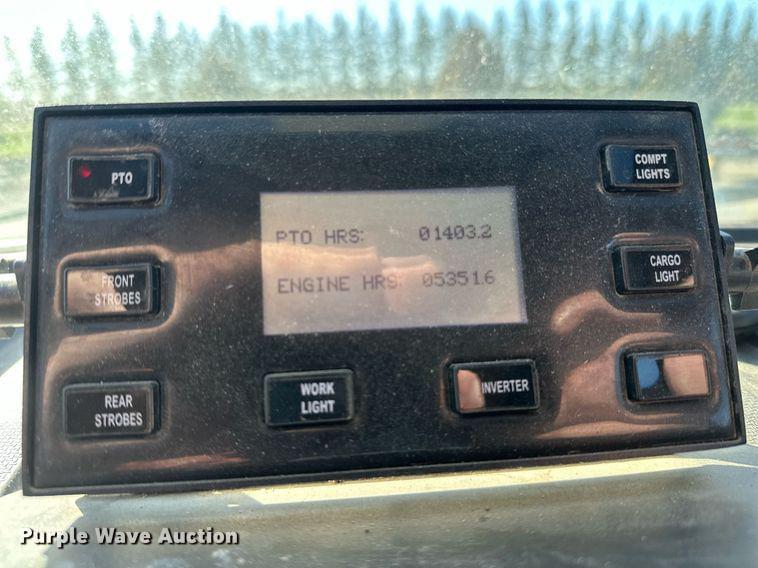 PTO
COMPT
LIGHTS
PTO HRS: 01403.2
FRONT
STROBES
CARGO
LIGHT
ENGINE HRS: 05351.6
REAR
STROBES
WORK
LIGHT
INVERTER
Purple Wave Auction